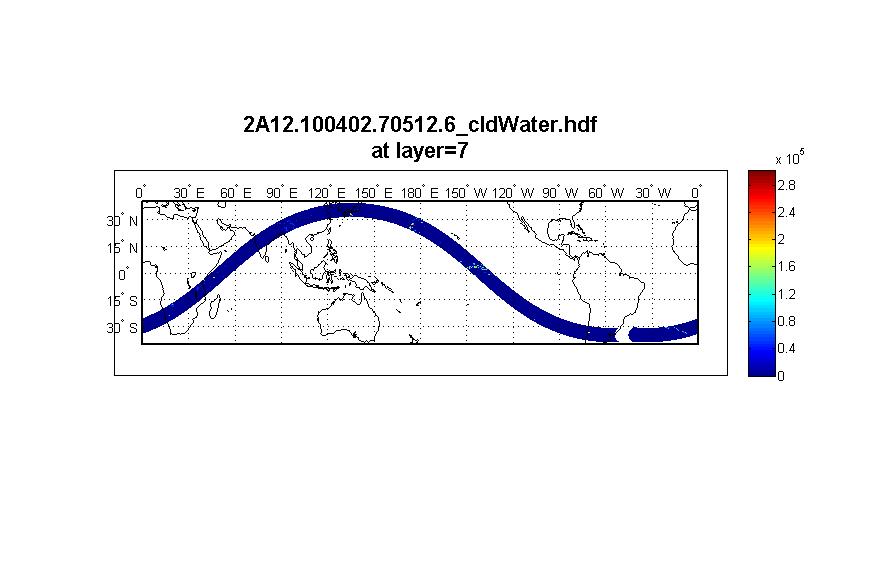 2A12.100402.70512.6_cldWater.hdf
at layer=7
x 10⁵
0° 30° E 60° E 90° E 120° E 150° E 180° E 150° W 120° W 90° W 60° W 30° W 0°
30° N
15° N
0°
15° S
30° S
2.8
2.4
2
1.6
1.2
0.8
0.4
0